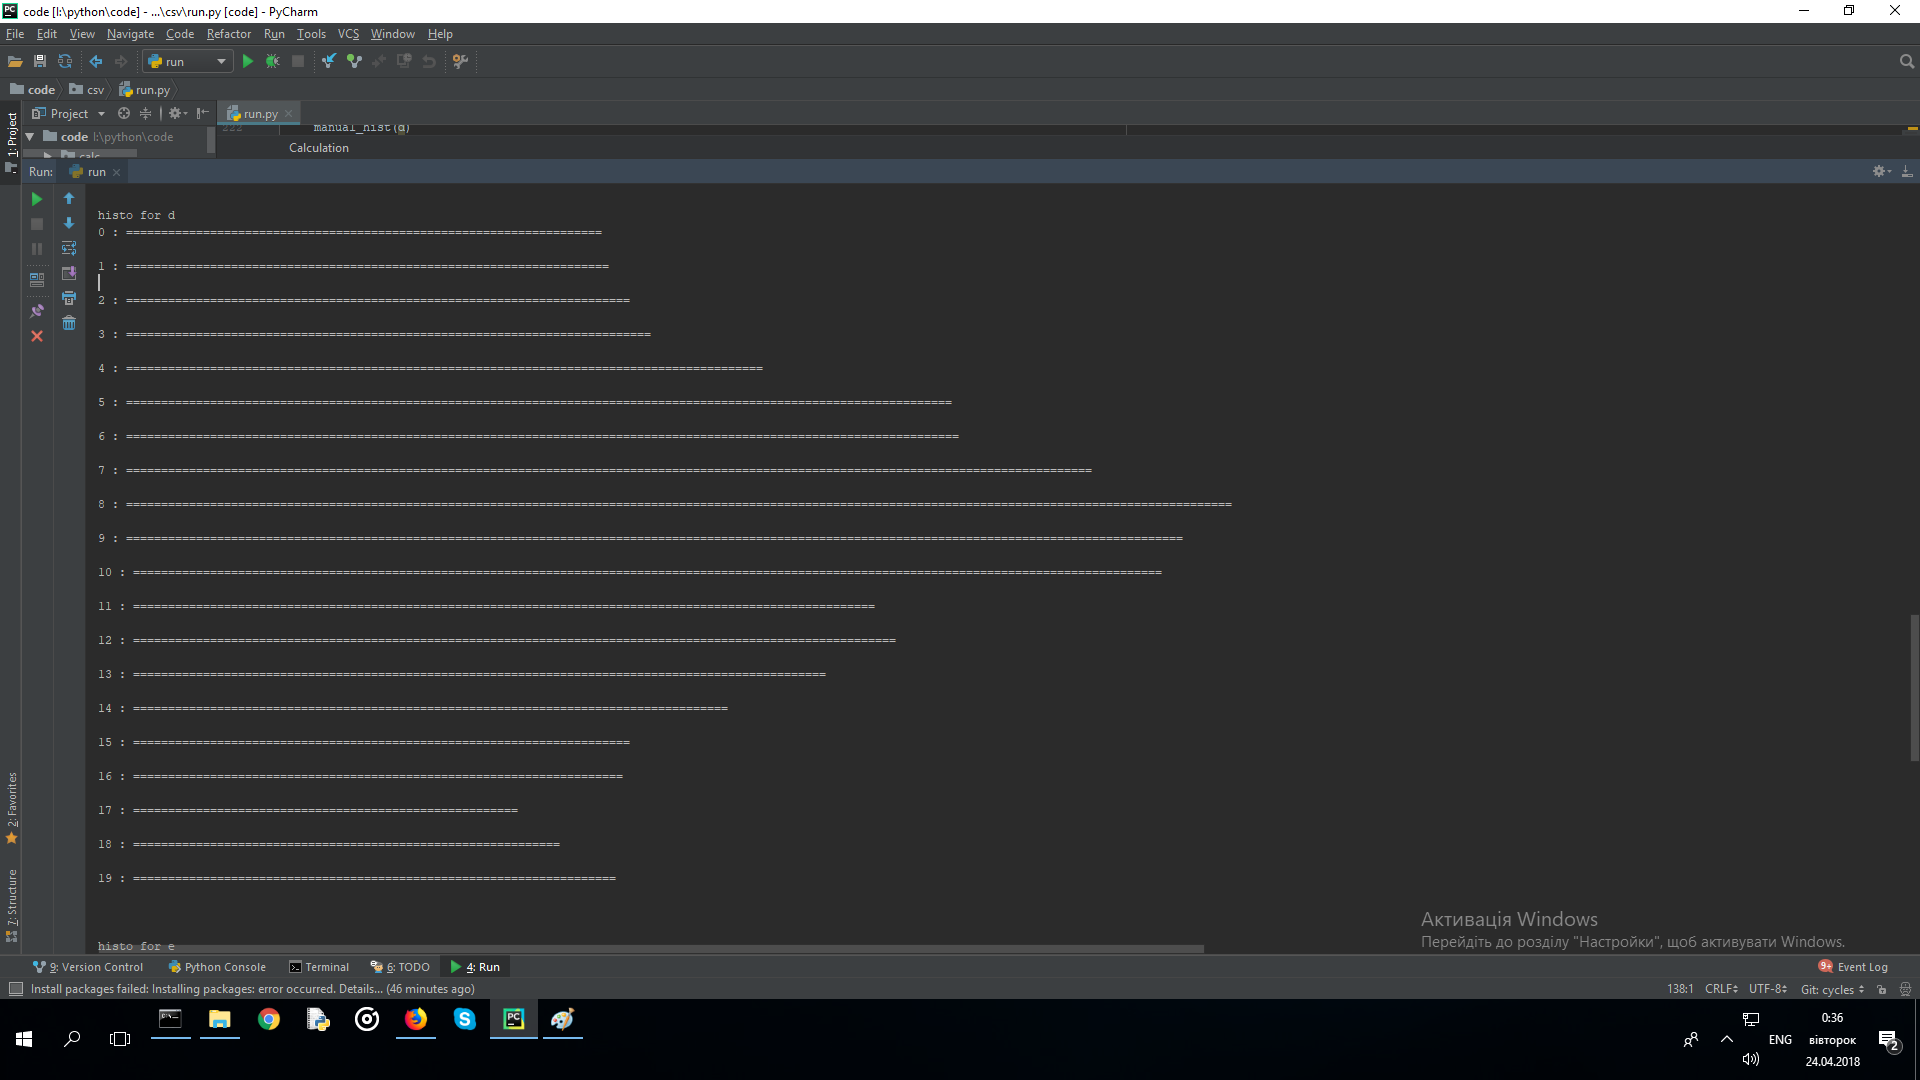 code [I:\python\code] - ...\csv\run.py [code] - PyCharm
File Edit View Navigate Code Refactor Run Tools VCS Window Help
run
code csv run.py
1: Project
Project
run.py
code I:\python\code
calc
222 manual_hist(d)
Calculation
Run: run
histo for d
0 : ====================================================================
1 : =====================================================================
2 : ========================================================================
3 : ===========================================================================
4 : ===========================================================================================
5 : ======================================================================================================================
6 : =======================================================================================================================
7 : ==========================================================================================================================================
8 : ==============================================================================================================================================================
9 : =======================================================================================================================================================
10 : ===================================================================================================================================================
11 : ==========================================================================================================
12 : =============================================================================================================
13 : ===================================================================================================
14 : =====================================================================================
15 : =======================================================================
16 : ======================================================================
17 : =======================================================
18 : =============================================================
19 : =====================================================================
histo for e
2: Favorites
7: Structure
Активація Windows
Перейдіть до розділу "Настройки", щоб активувати Windows.
9: Version Control Python Console Terminal 6: TODO 4: Run 9+ Event Log
Install packages failed: Installing packages: error occurred. Details... (46 minutes ago) 138:1 CRLF UTF-8 Git: cycles
0:36
ENG вівторок 2
24.04.2018